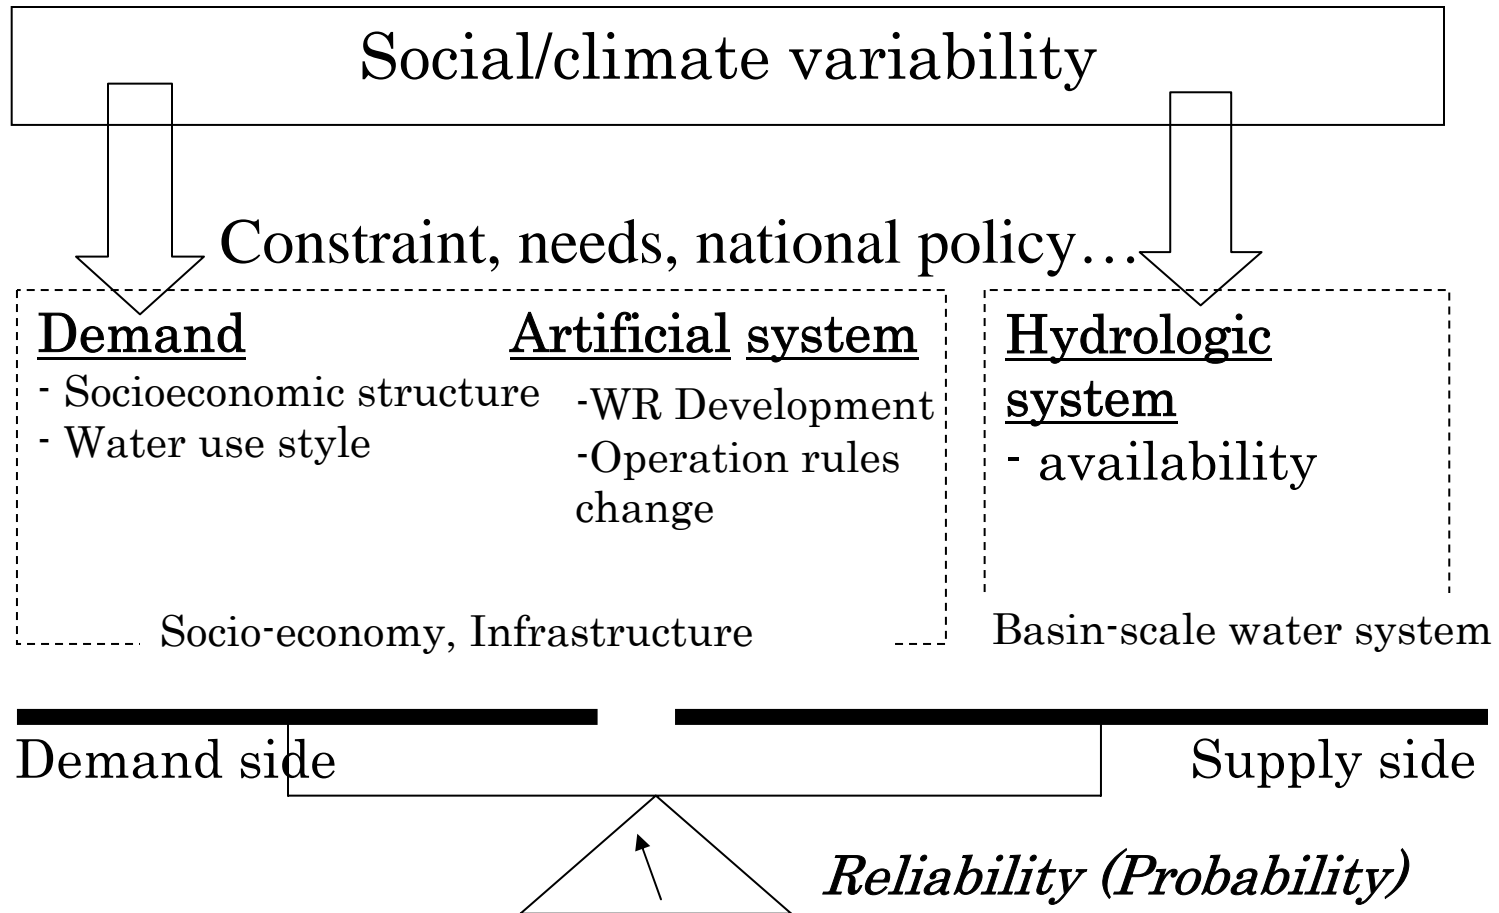 Social/climate variability
Constraint, needs, national policy…
Demand
- Socioeconomic structure
- Water use style
Artificial system
-WR Development
-Operation rules
change
Socio-economy, Infrastructure
Hydrologic
system
- availability
Basin-scale water system
Demand side
Supply side
Reliability (Probability)